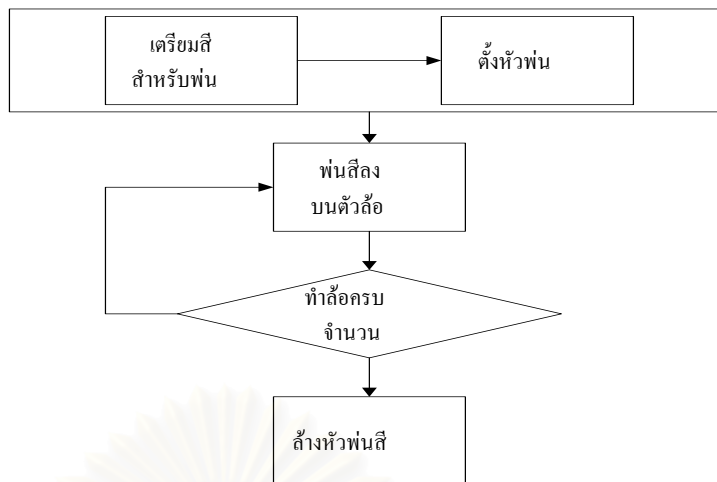 เตรียมสี
สำหรับพ่น
ตั้งหัวพ่น
พ่นสีลง
บนตัวล้อ
ทำล้อครบ
จำนวน
ล้างหัวพ่นสี